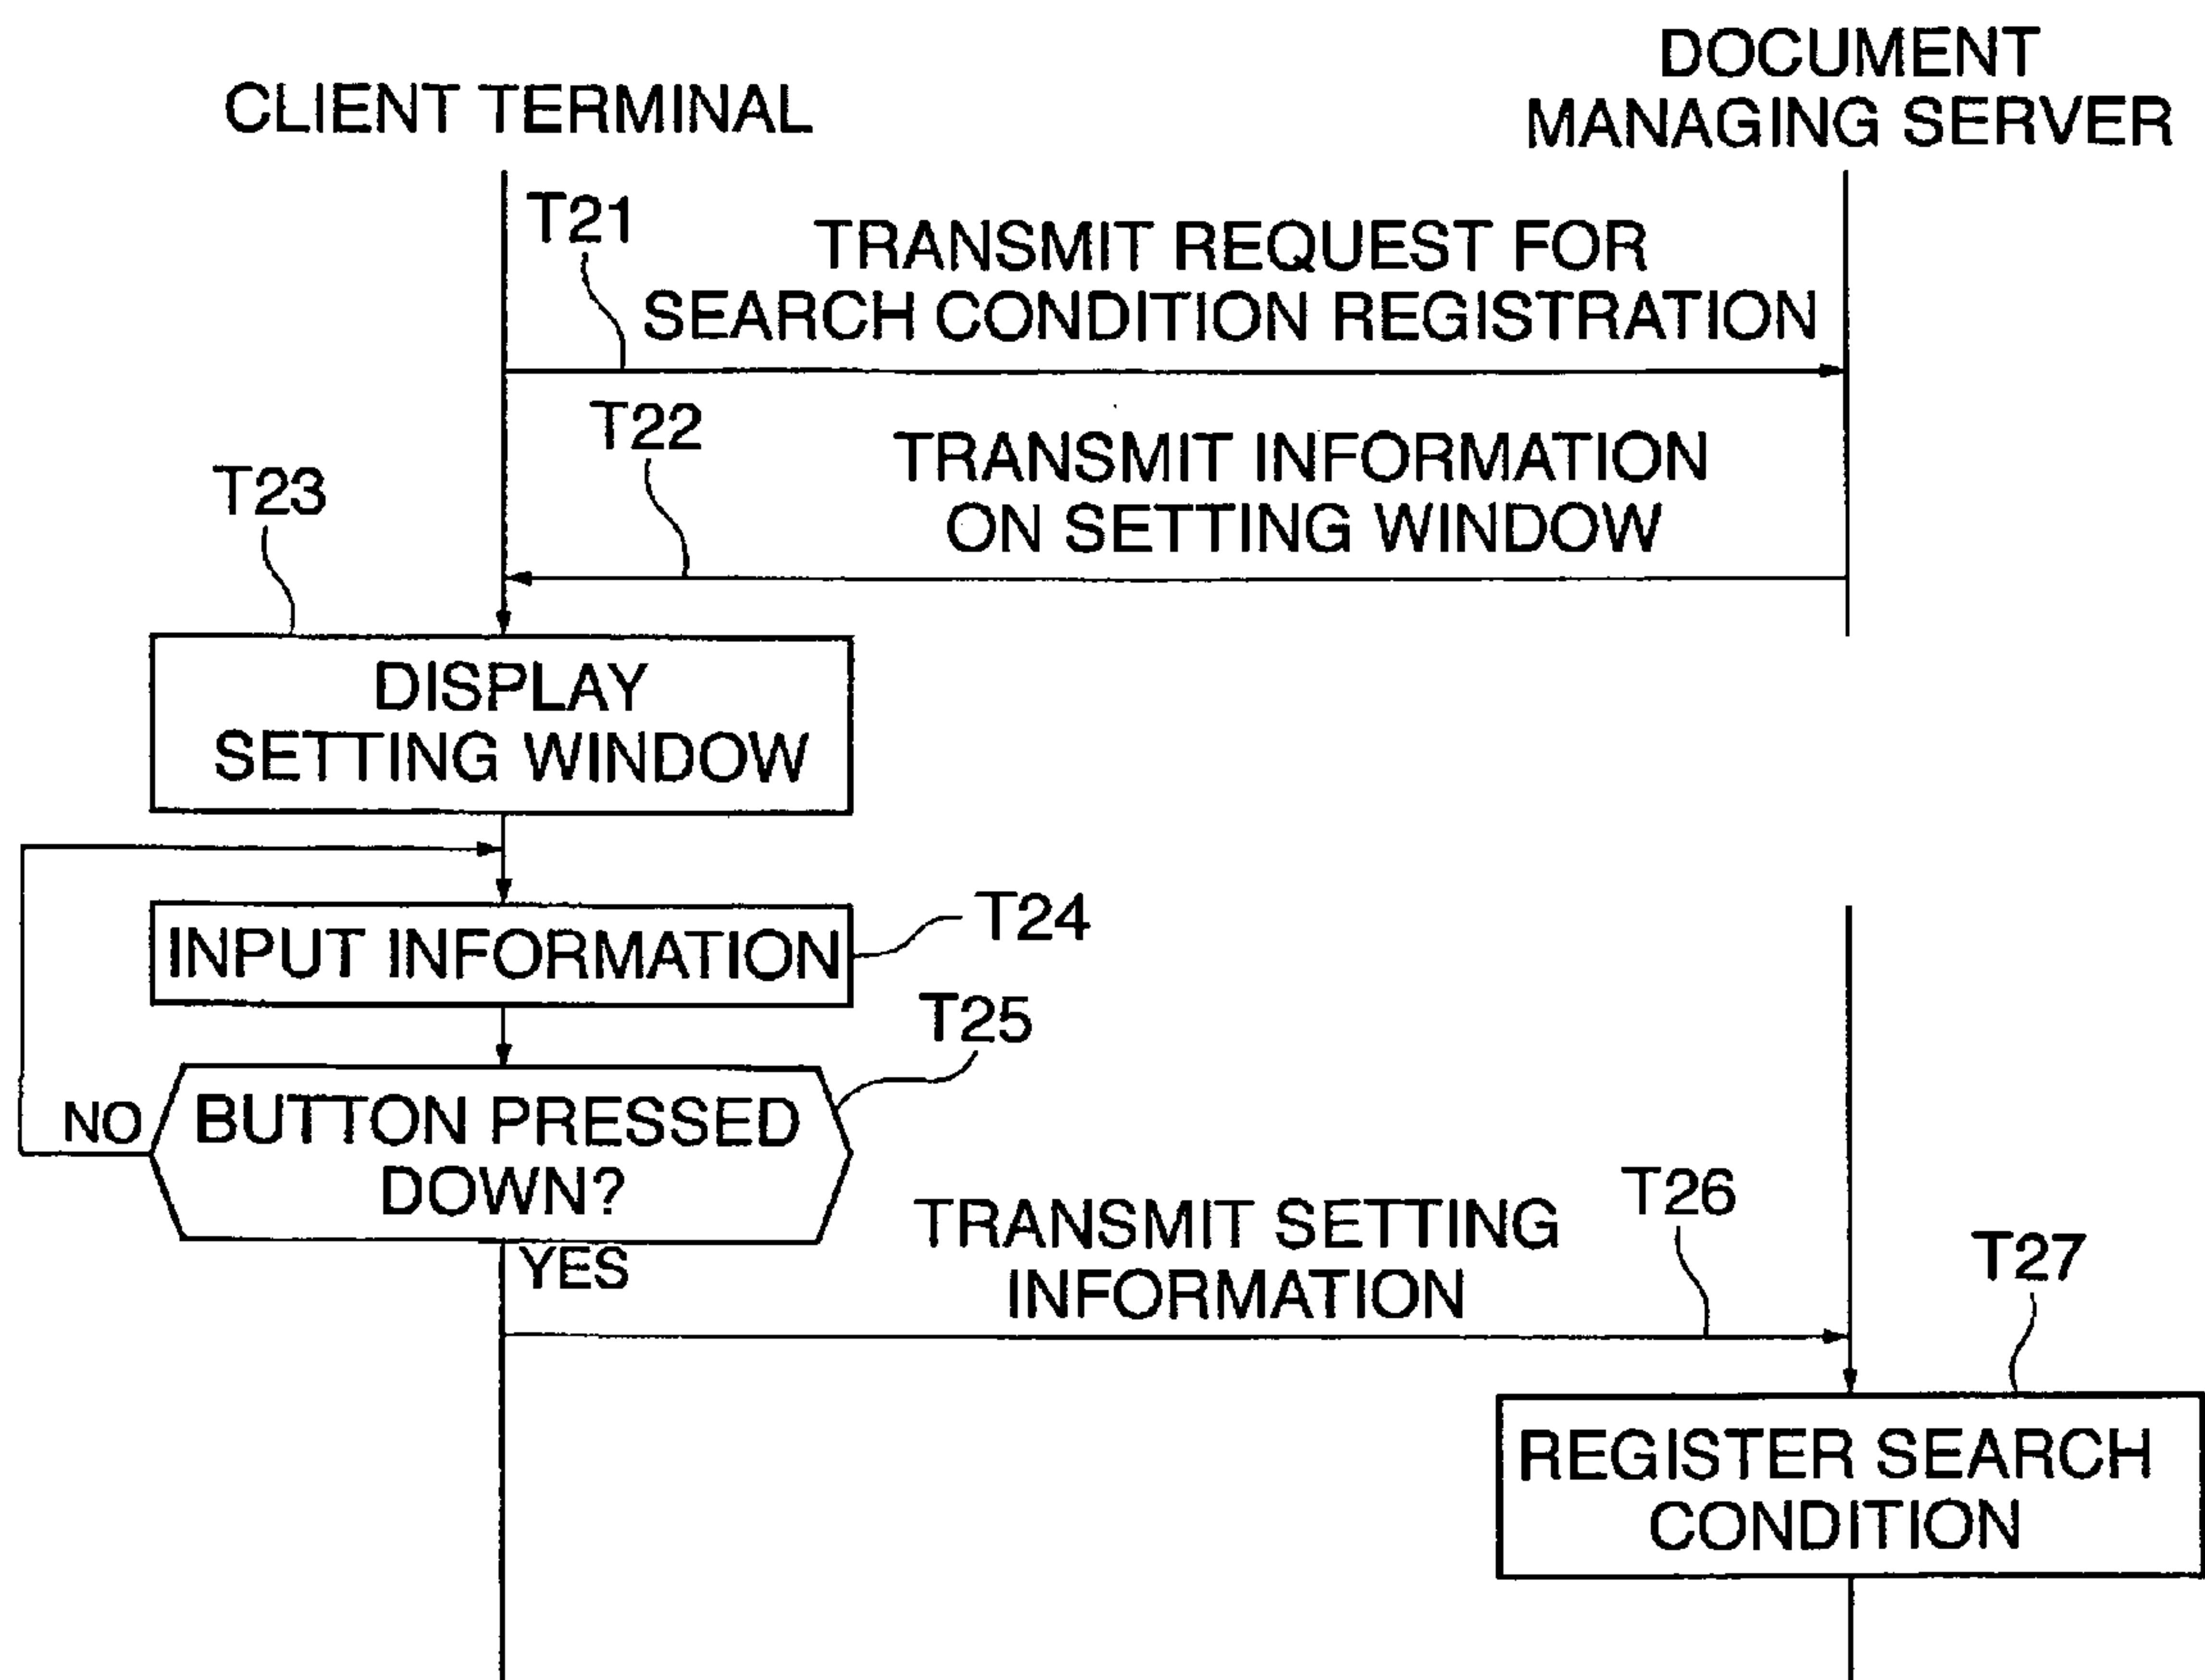 CLIENT TERMINAL
DOCUMENT
MANAGING SERVER
T21
TRANSMIT REQUEST FOR
SEARCH CONDITION REGISTRATION
T22
TRANSMIT INFORMATION
ON SETTING WINDOW
T23
DISPLAY
SETTING WINDOW
INPUT INFORMATION
T24
T25
NO
BUTTON PRESSED
DOWN?
YES
TRANSMIT SETTING
INFORMATION
T26
T27
REGISTER SEARCH
CONDITION